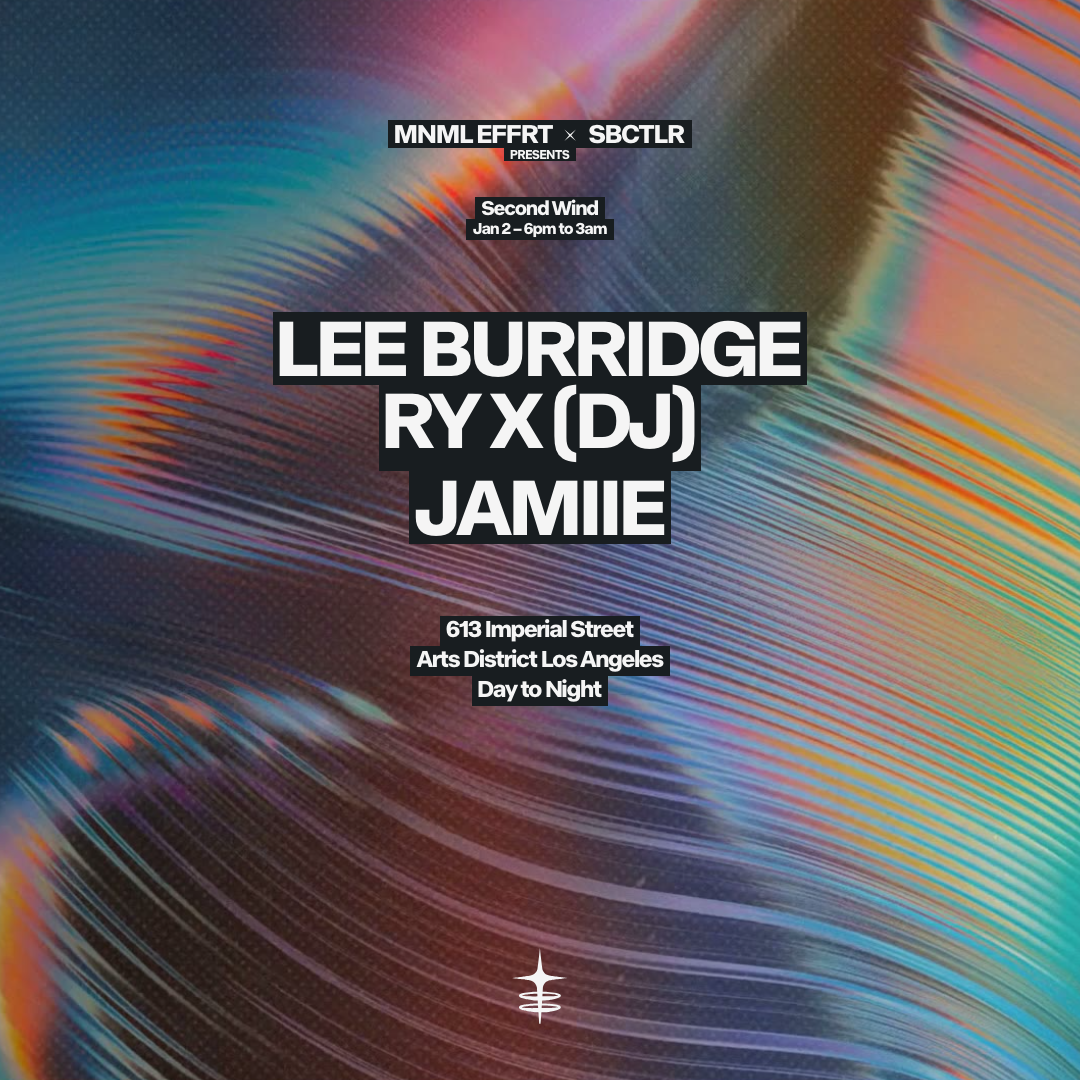 MNML EFFRT × SBCTLR
PRESENTS
Second Wind
Jan 2 – 6pm to 3am
LEE BURRIDGE
RY X (DJ)
JAMIIE
613 Imperial Street
Arts District Los Angeles
Day to Night